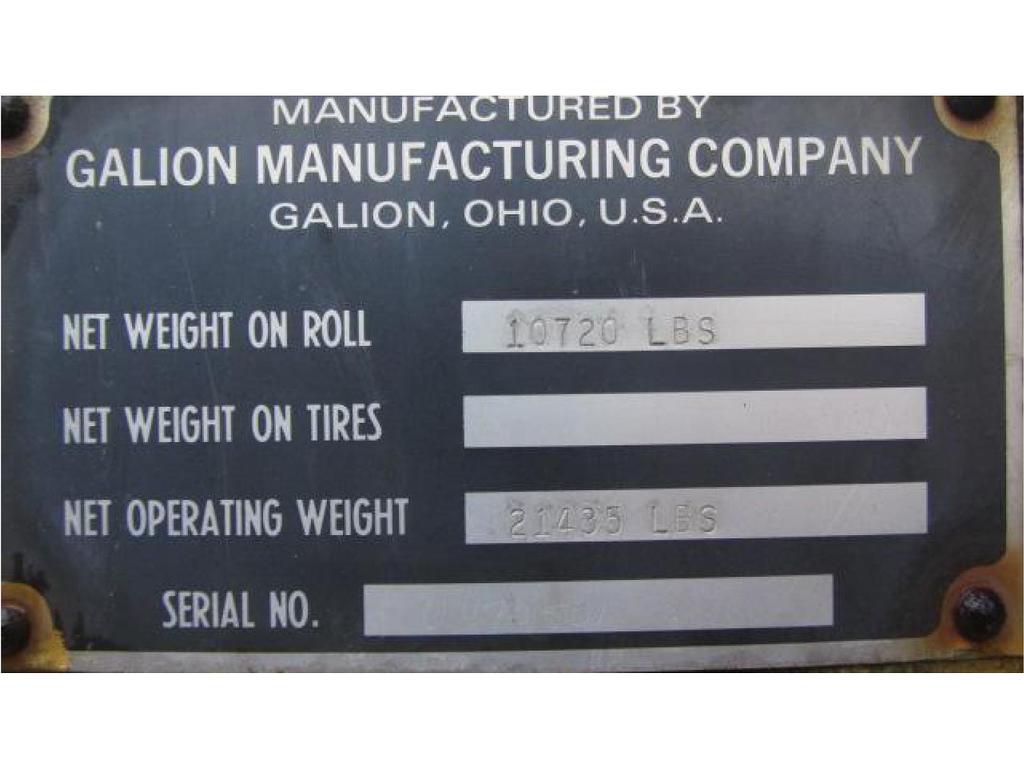 MANUFACTURED BY
GALION MANUFACTURING COMPANY
GALION, OHIO, U.S.A.
NET WEIGHT ON ROLL 10720 LBS
NET WEIGHT ON TIRES
NET OPERATING WEIGHT 21435 LBS
SERIAL NO.